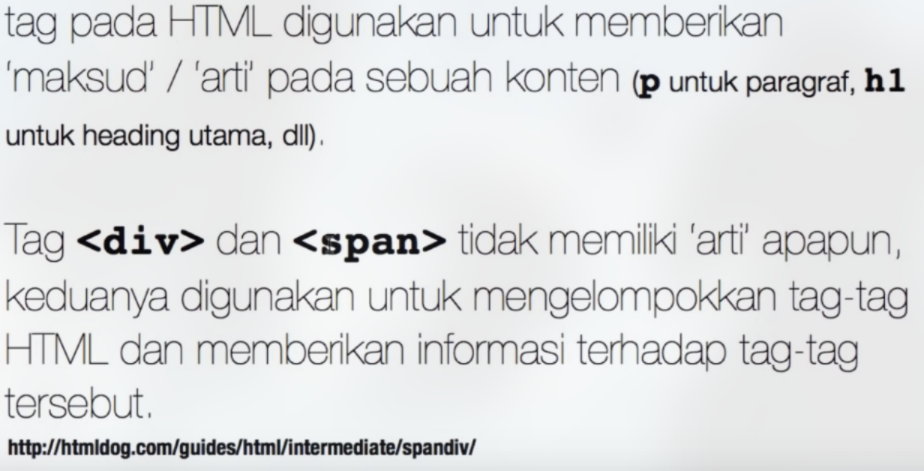 tag pada HTML digunakan untuk memberikan
'maksud' / 'arti' pada sebuah konten (p untuk paragraf, h1
untuk heading utama, dll).
Tag <div> dan <span> tidak memiliki 'arti' apapun,
keduanya digunakan untuk mengelompokkan tag-tag
HTML dan memberikan informasi terhadap tag-tag
tersebut.
http://htmldog.com/guides/html/intermediate/spandiv/